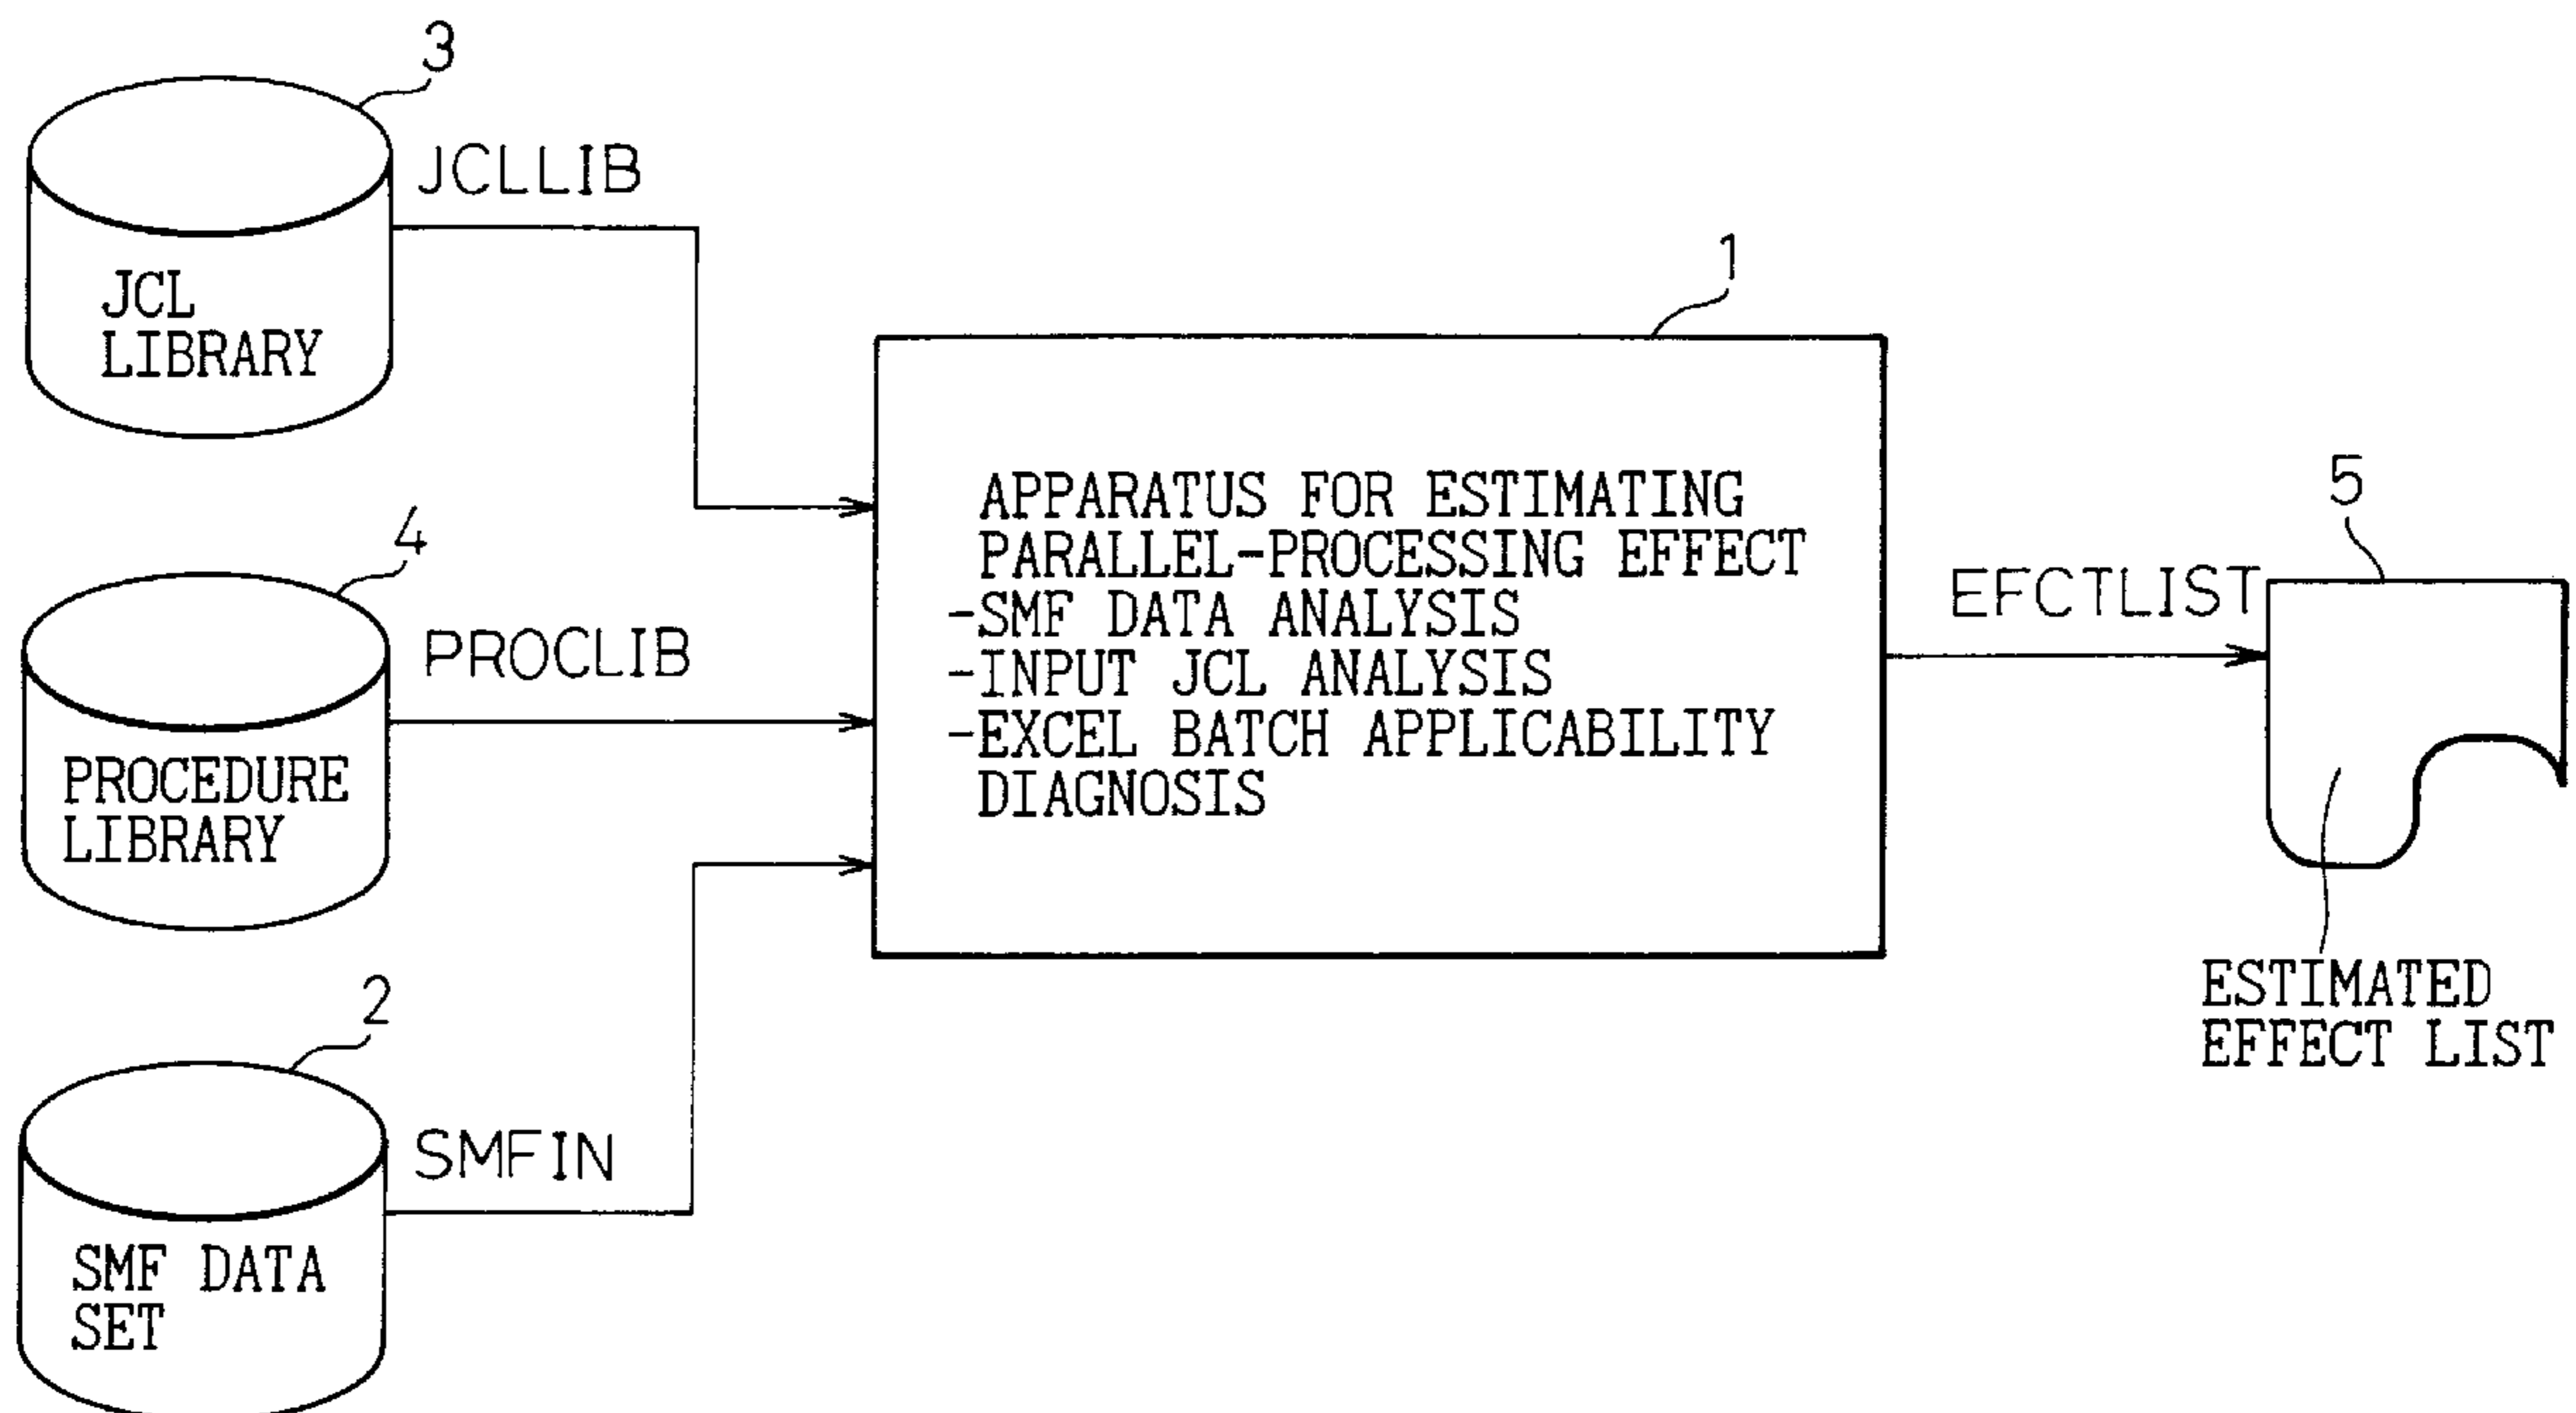 3
JCLLIB
JCL
LIBRARY
4
PROCLIB
PROCEDURE
LIBRARY
2
SMFIN
SMF DATA
SET
1
APPARATUS FOR ESTIMATING
PARALLEL-PROCESSING EFFECT
-SMF DATA ANALYSIS
-INPUT JCL ANALYSIS
-EXCEL BATCH APPLICABILITY
DIAGNOSIS
EFCTLIST
5
ESTIMATED
EFFECT LIST